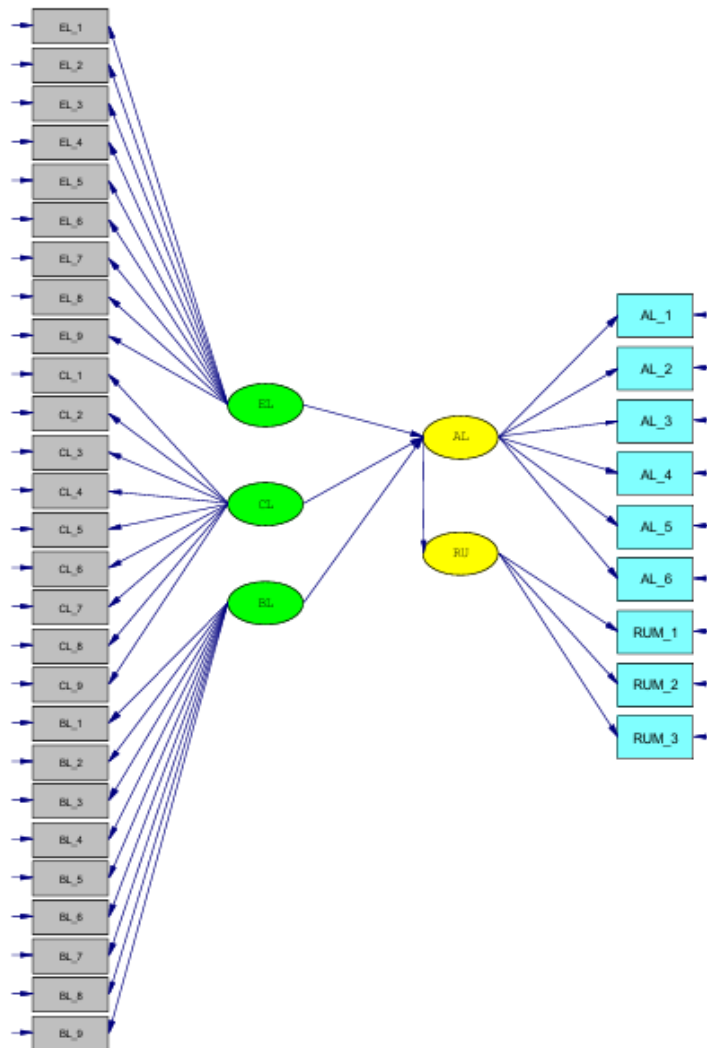 EL_1
EL_2
EL_3
EL_4
EL_5
EL_6
EL_7
EL_8
EL_9
CL_1
CL_2
CL_3
CL_4
CL_5
CL_6
CL_7
CL_8
CL_9
BL_1
BL_2
BL_3
BL_4
BL_5
BL_6
BL_7
BL_8
BL_9
EL
CL
BL
AL
RU
AL_1
AL_2
AL_3
AL_4
AL_5
AL_6
RUM_1
RUM_2
RUM_3